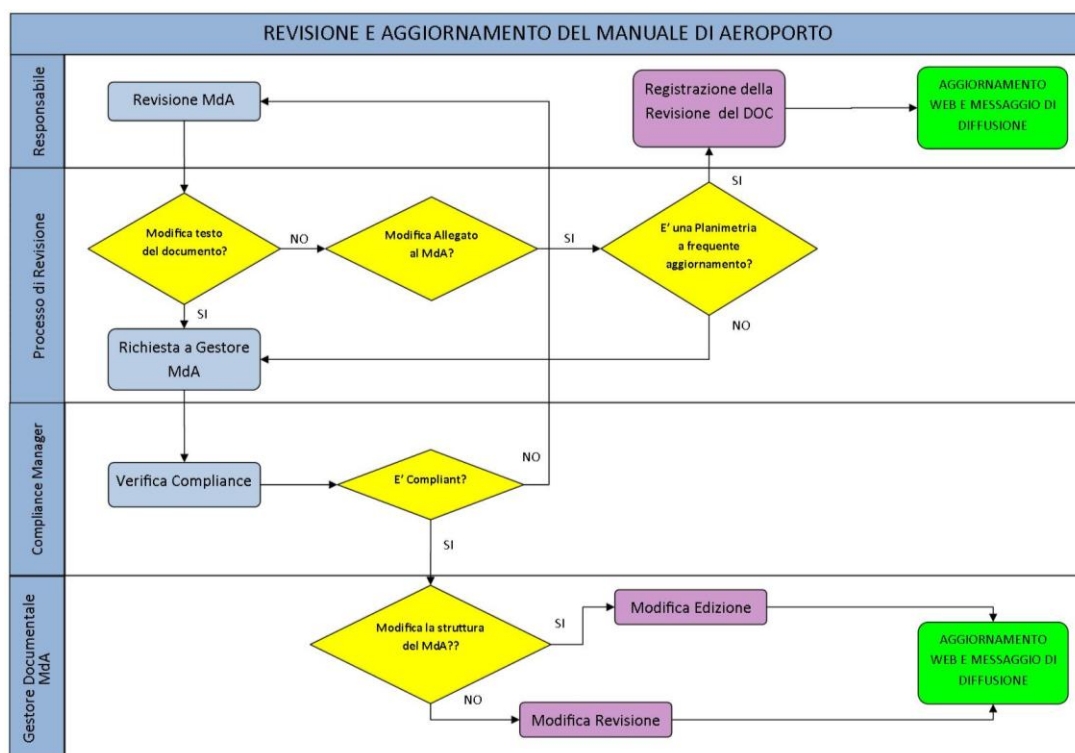 REVISIONE E AGGIORNAMENTO DEL MANUALE DI AEROPORTO
Responsabile
Revisione MdA
Registrazione della
Revisione del DOC
AGGIORNAMENTO
WEB E MESSAGGIO DI
DIFFUSIONE
Processo di Revisione
SI
Modifica testo
del documento?
NO
Modifica Allegato
al MdA?
SI
E' una Planimetria
a frequente
aggiornamento?
SI
NO
Richiesta a Gestore
MdA
Compliance Manager
Verifica Compliance
E' Compliant?
NO
SI
Gestore Documentale
MdA
Modifica la struttura
del MdA??
SI
Modifica Edizione
NO
Modifica Revisione
AGGIORNAMENTO
WEB E MESSAGGIO DI
DIFFUSIONE